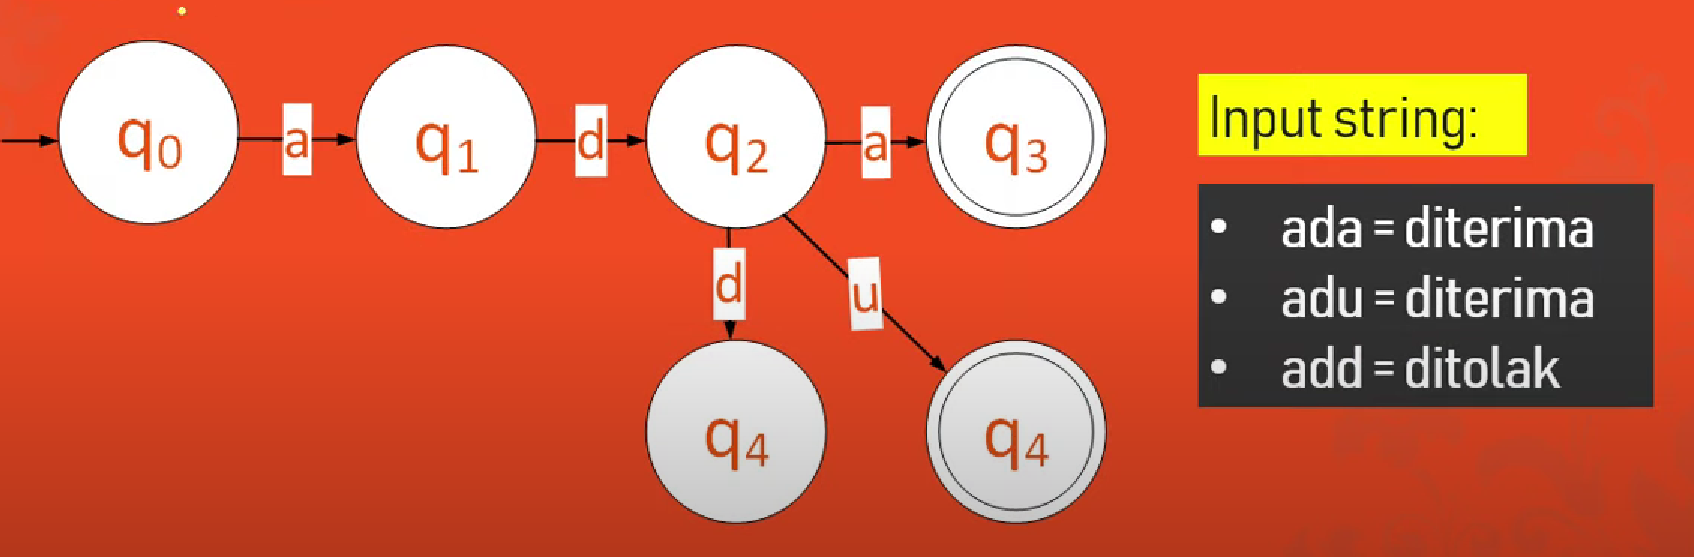 q0
a
q1
d
q2
a
q3
d
u
q4
q4
Input string:
• ada = diterima
• adu = diterima
• add = ditolak